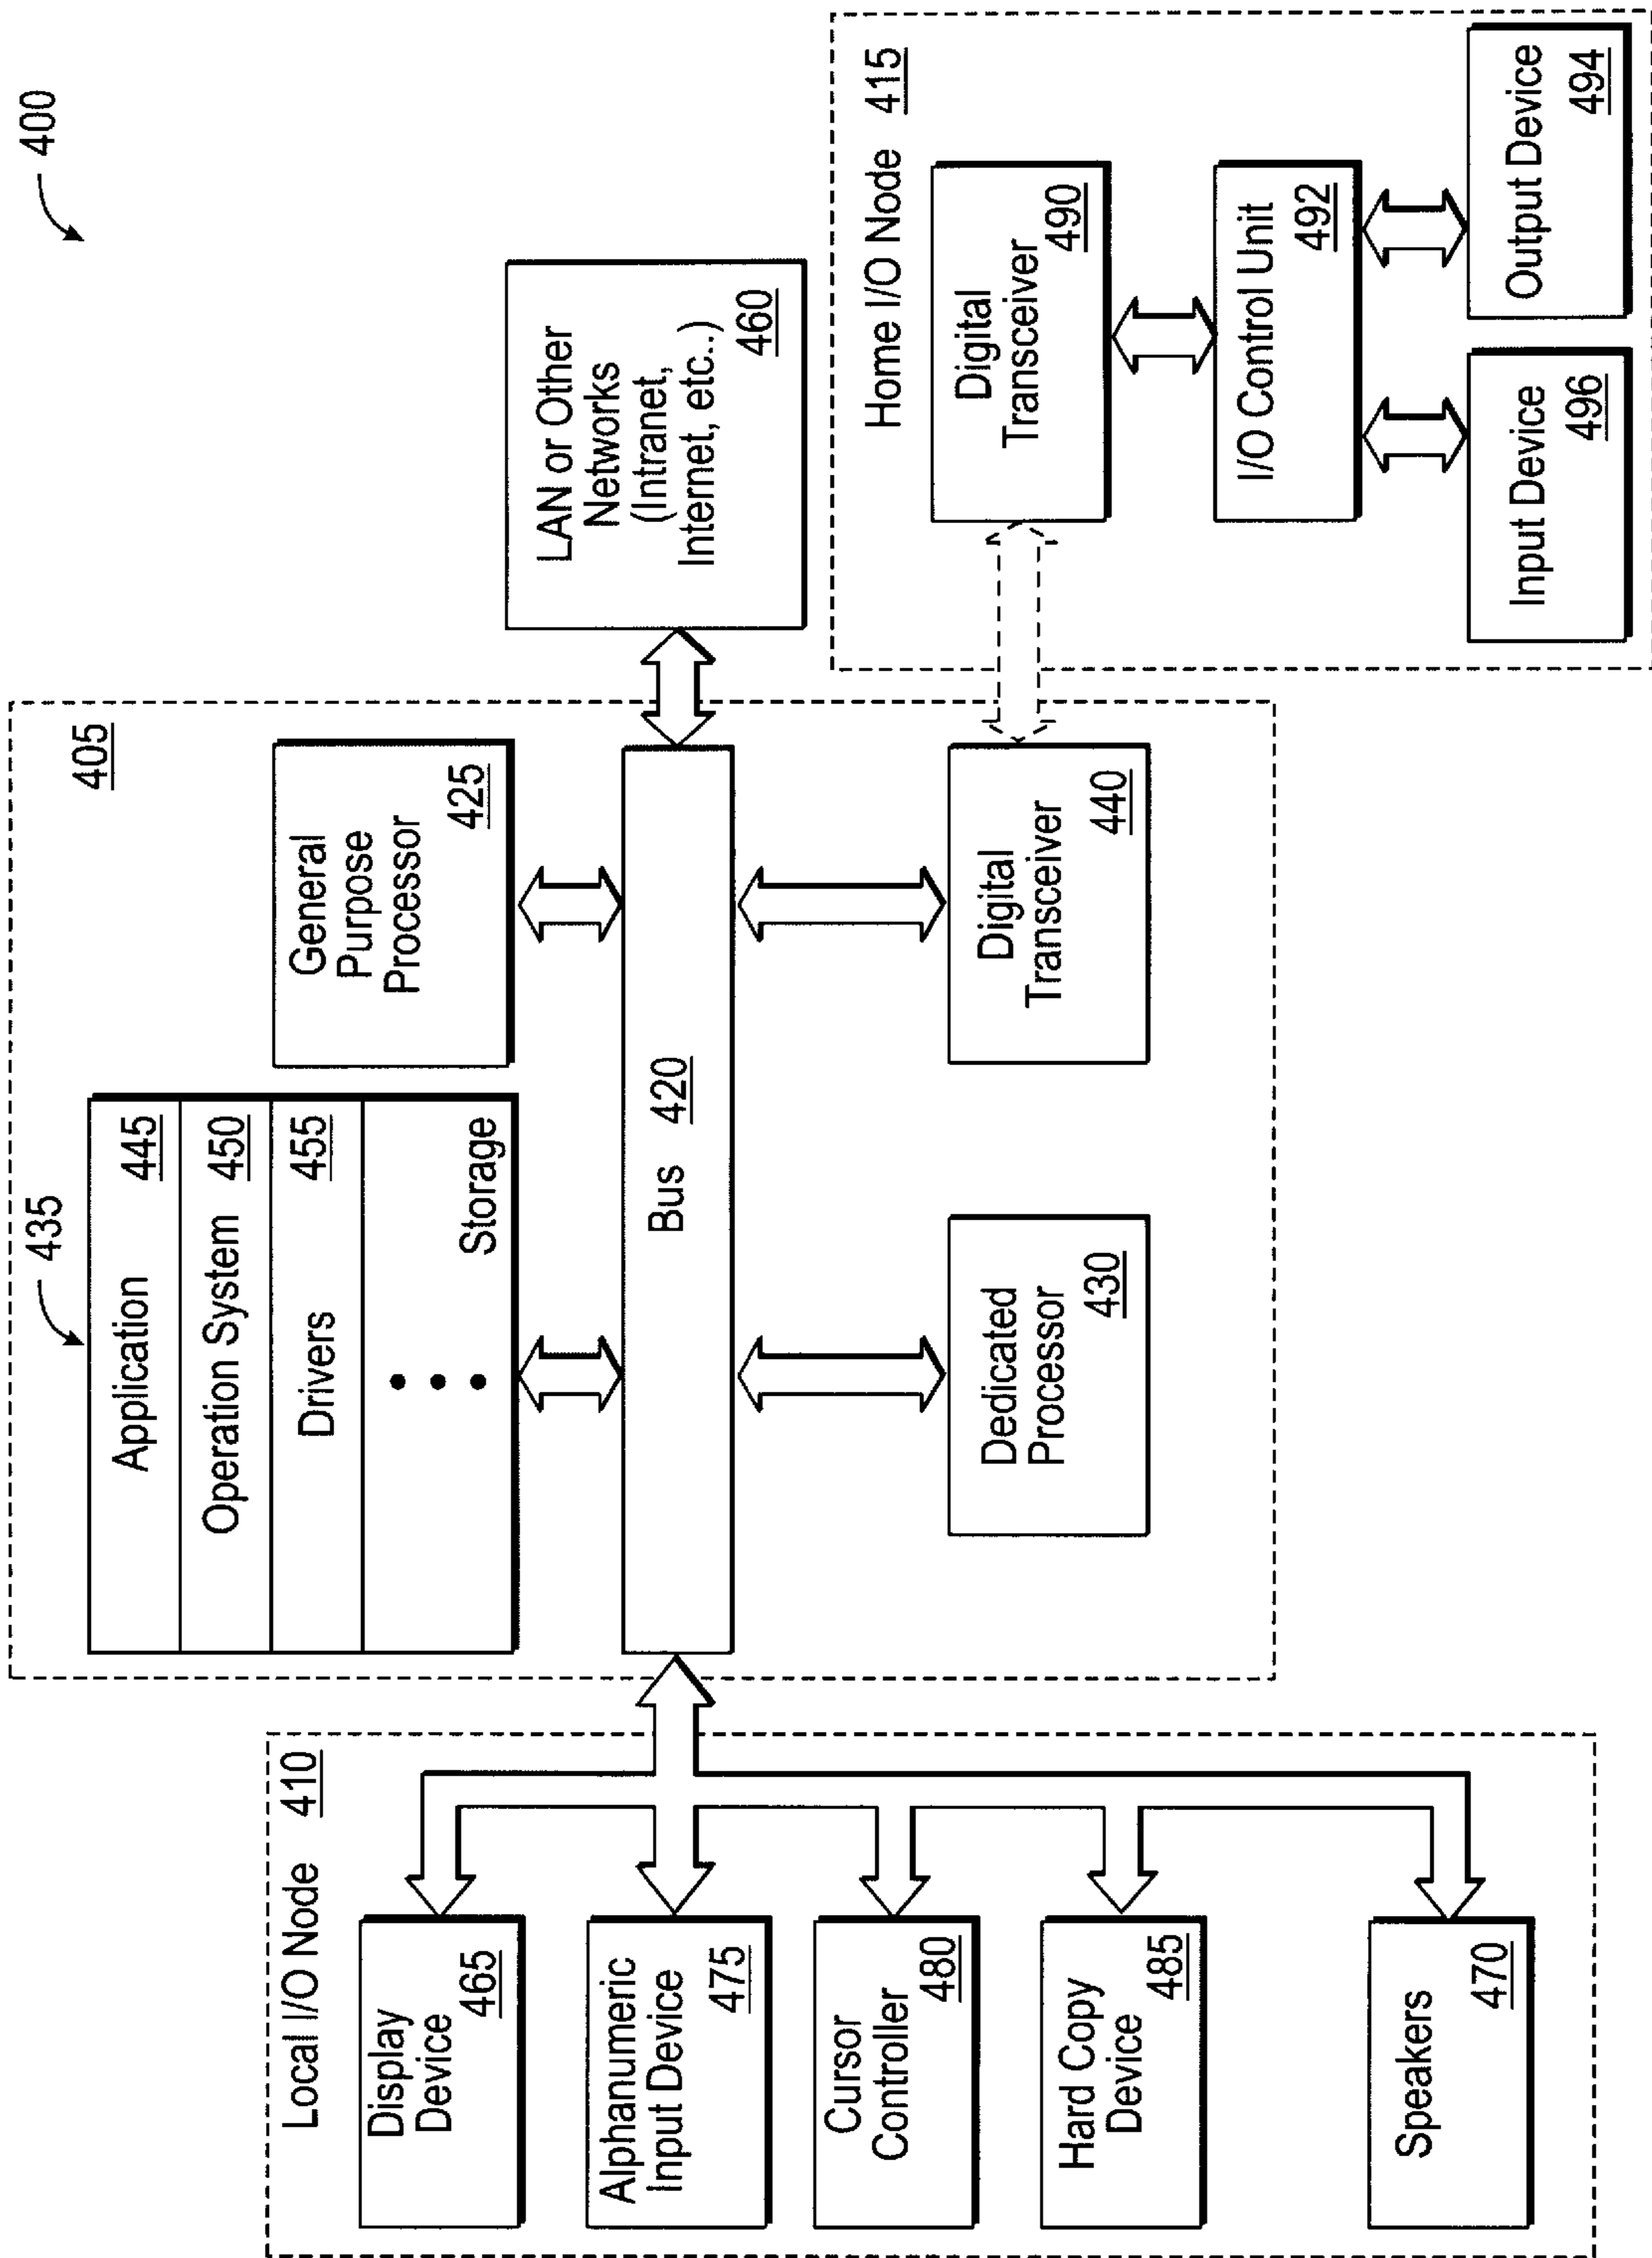 400
Local I/O Node 410
Display
Device
465
Alphanumeric
Input Device
475
Cursor
Controller
480
Hard Copy
Device
485
Speakers
470
405
435
Application 445
Operation System 450
Drivers 455
Storage
General
Purpose
Processor
425
Bus 420
Dedicated
Processor
430
Digital
Transceiver
440
LAN or Other
Networks
(Intranet,
Internet, etc..)
460
Home I/O Node 415
Digital
Transceiver
490
I/O Control Unit
492
Input Device
496
Output Device
494